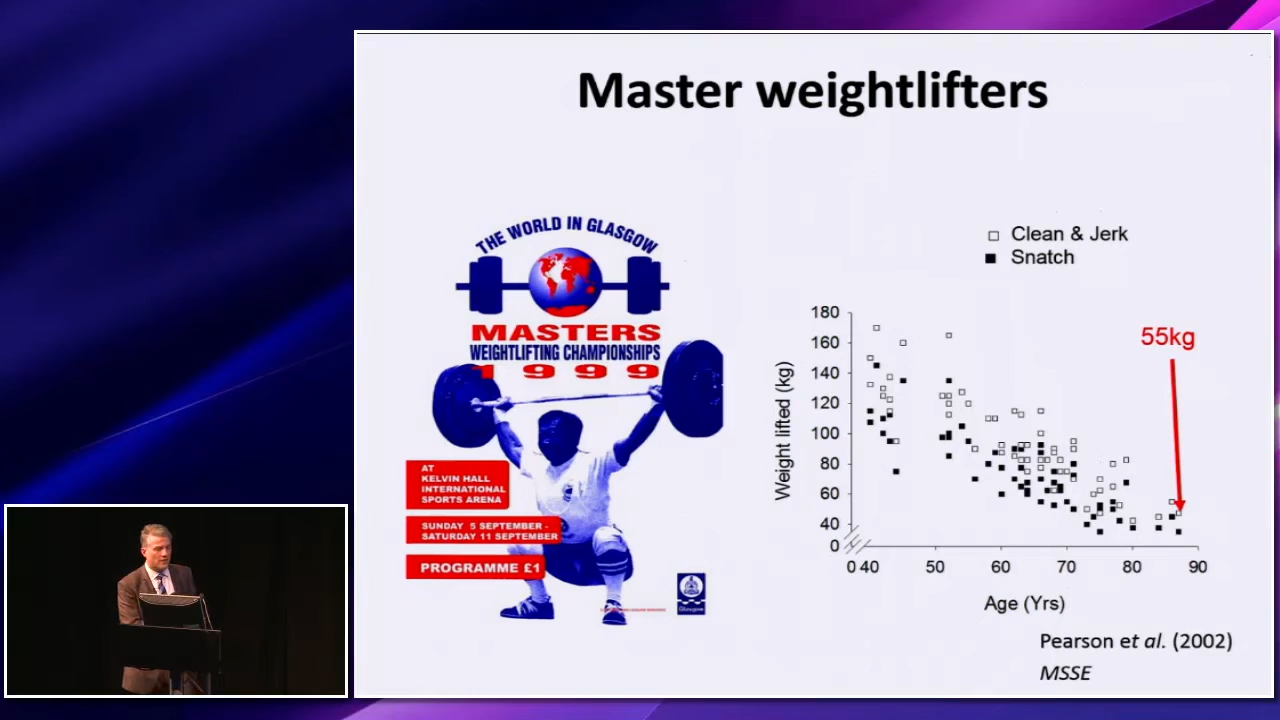 Master weightlifters
THE WORLD IN GLASGOW
MASTERS
WEIGHTLIFTING CHAMPIONSHIPS
1999
AT
KELVIN HALL
INTERNATIONAL
SPORTS ARENA
SUNDAY 5 SEPTEMBER -
SATURDAY 11 SEPTEMBER
PROGRAMME £1
Glasgow
Clean & Jerk
Snatch
55kg
Weight lifted (kg)
180
160
140
120
100
80
60
40
0
0 40 50 60 70 80 90
Age (Yrs)
Pearson et al. (2002)
MSSE